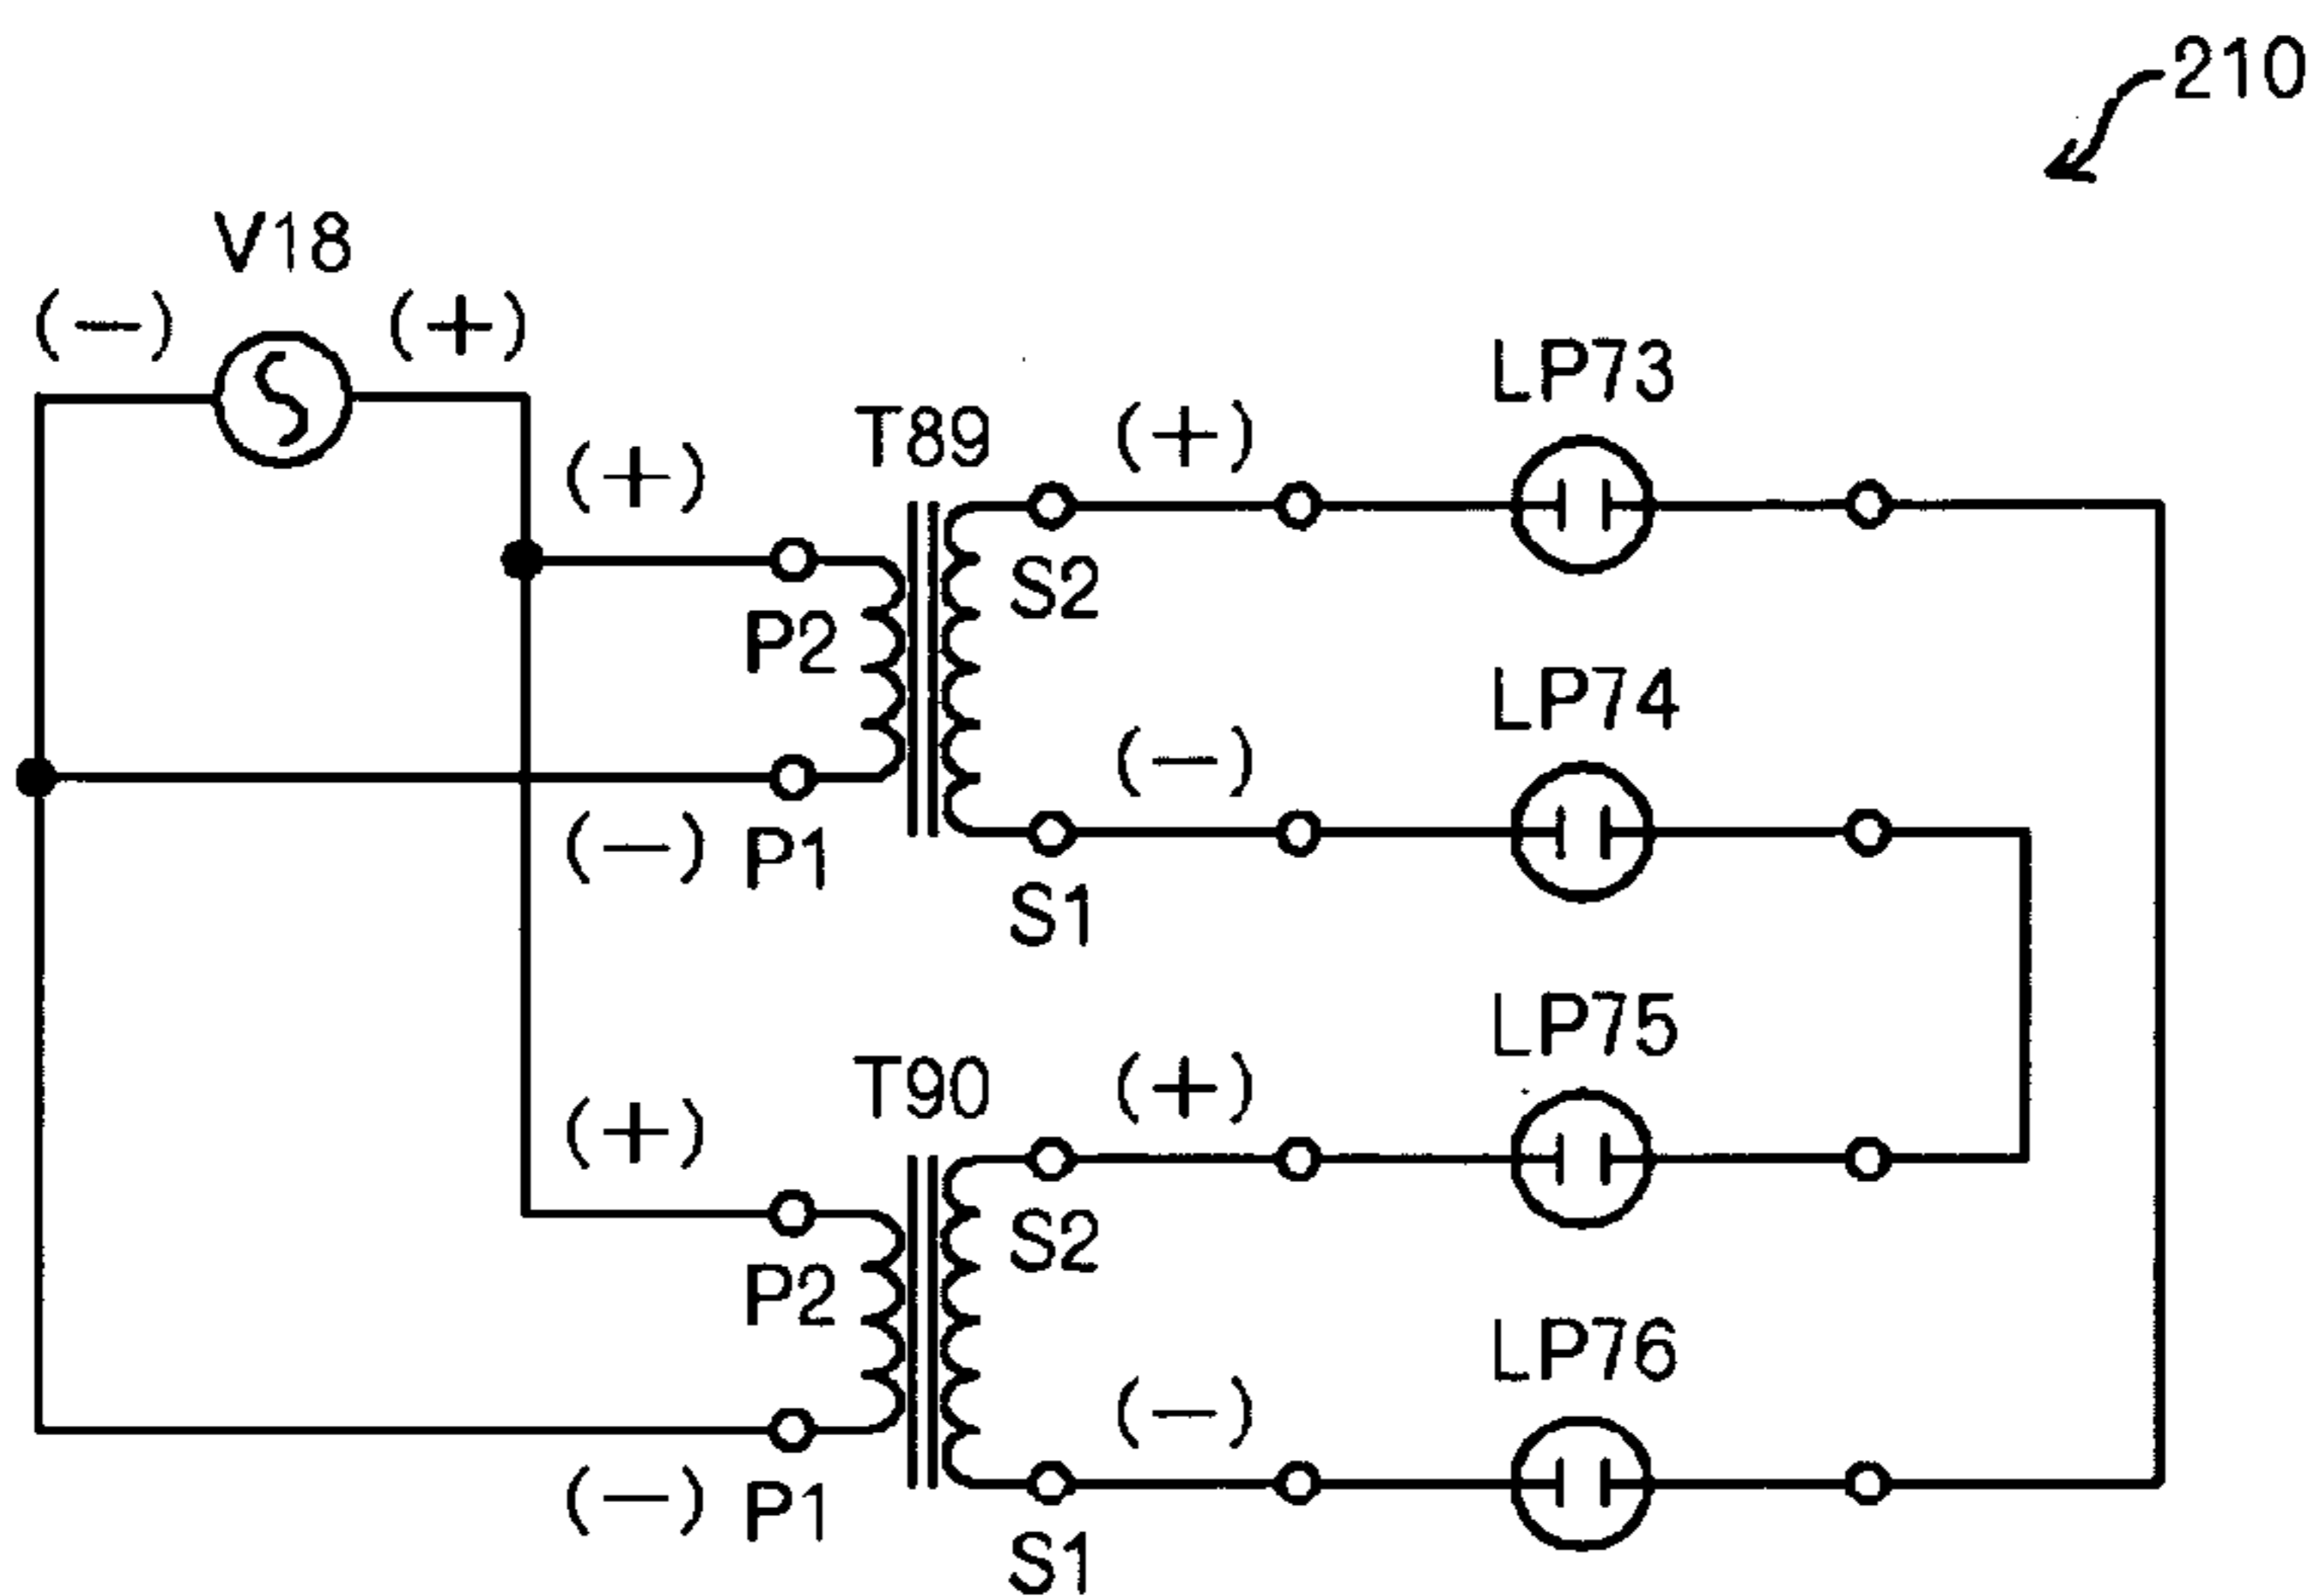 210
V18
(−) (+)
LP73
T89 (+)
(+)
S2
P2
LP74
(−)
(−) P1
S1
LP75
T90 (+)
(+)
S2
P2
LP76
(−)
(−) P1
S1